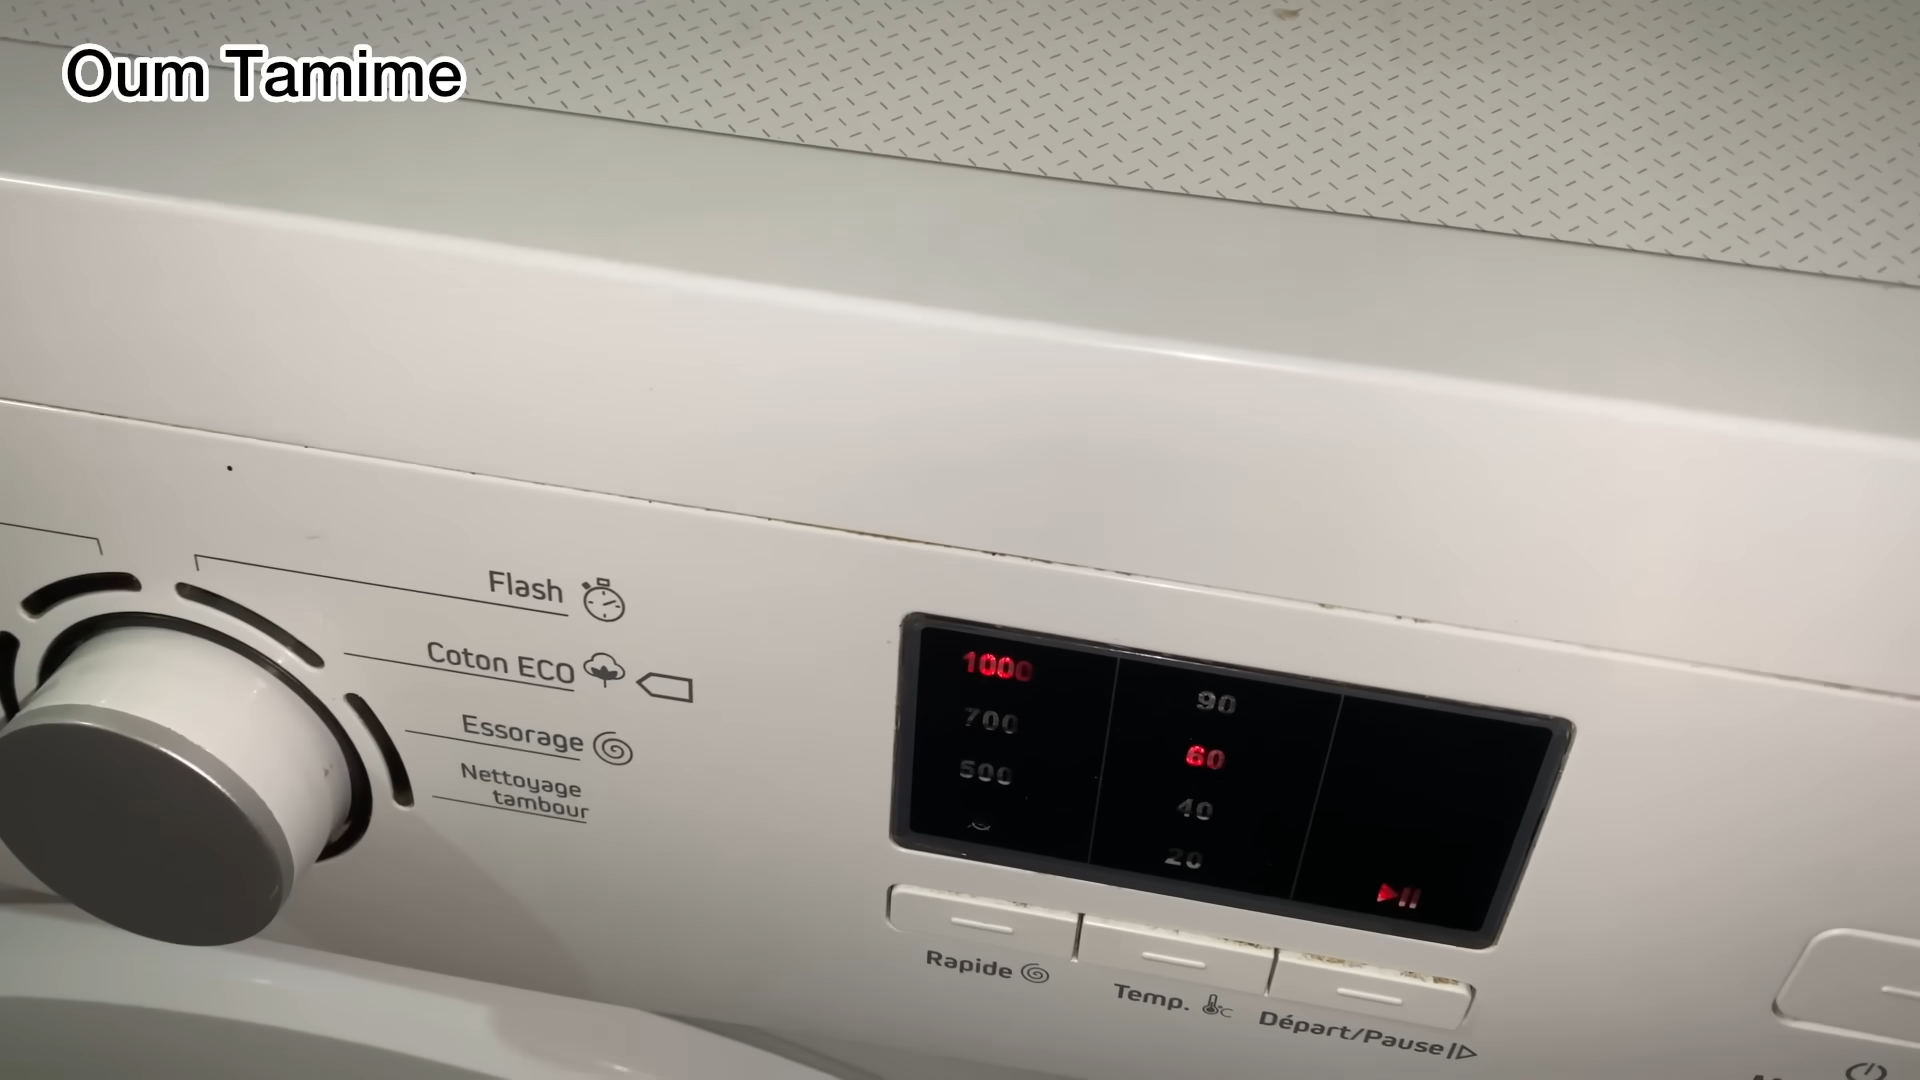 Oum Tamime
Flash
Coton ECO
Essorage
Nettoyage
tambour
1000
700
500
90
60
40
20
Rapide
Temp. °C
Départ/Pause